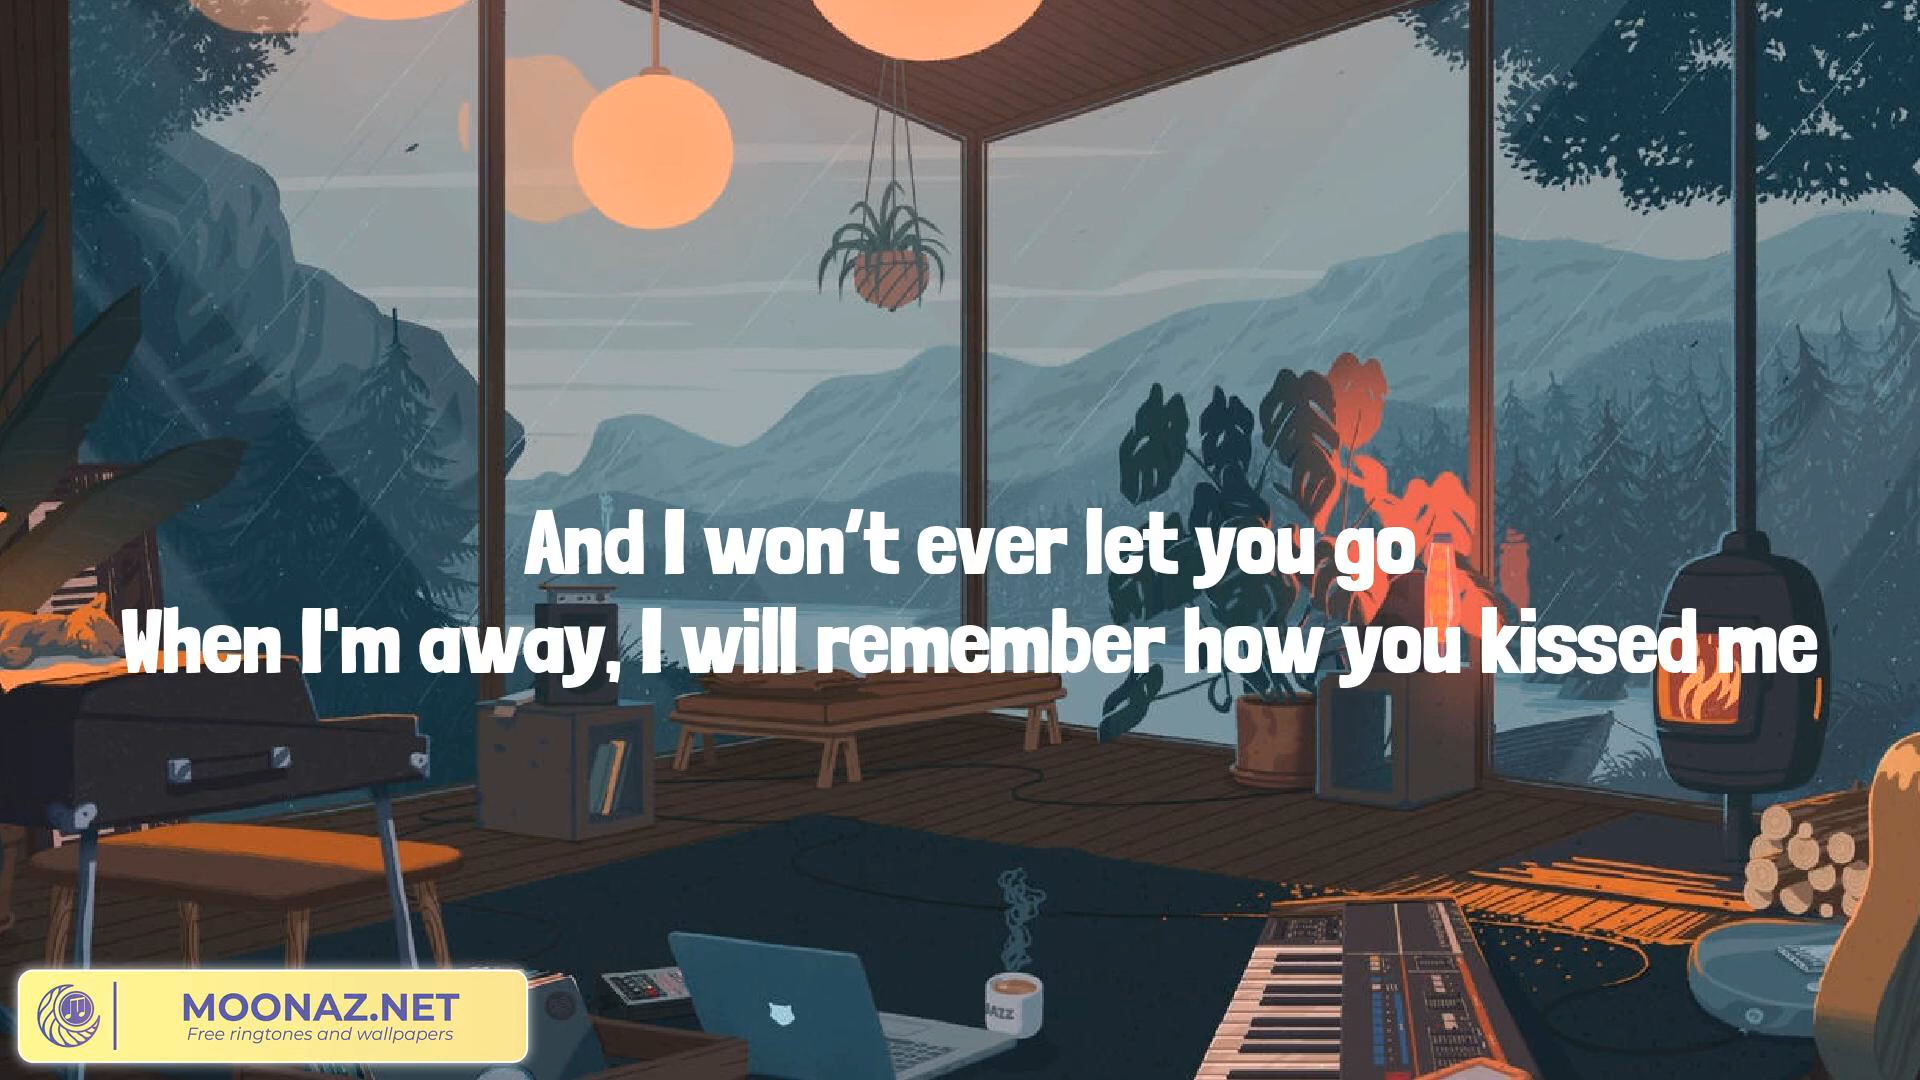 And I won't ever let you go
When I'm away, I will remember how you kissed me
JAZZ
MOONAZ.NET
Free ringtones and wallpapers